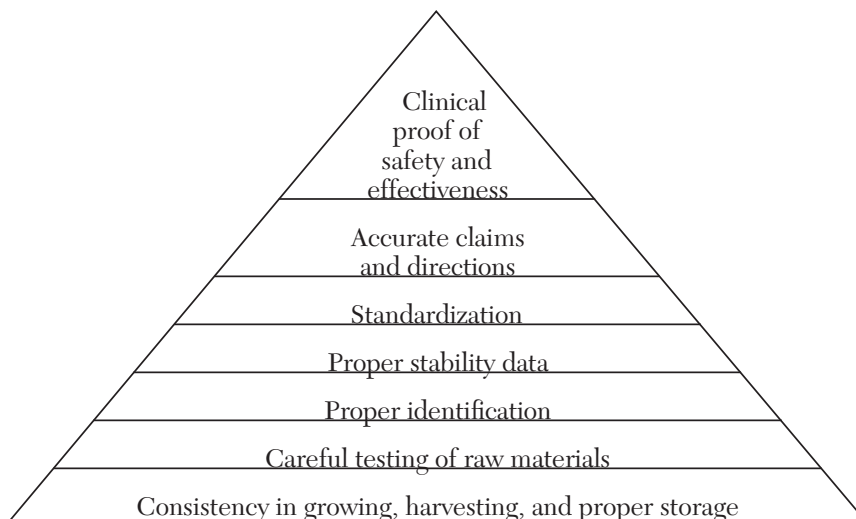 Clinical
proof of
safety and
effectiveness
Accurate claims
and directions
Standardization
Proper stability data
Proper identification
Careful testing of raw materials
Consistency in growing, harvesting, and proper storage